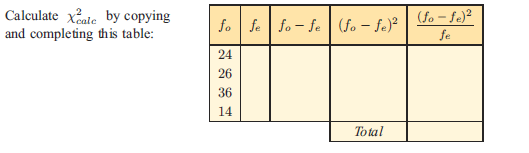 Calculate χ²calc by copying
and completing this table:
fo fe fo − fe (fo − fe)² (fo − fe)²/fe
24
26
36
14
Total